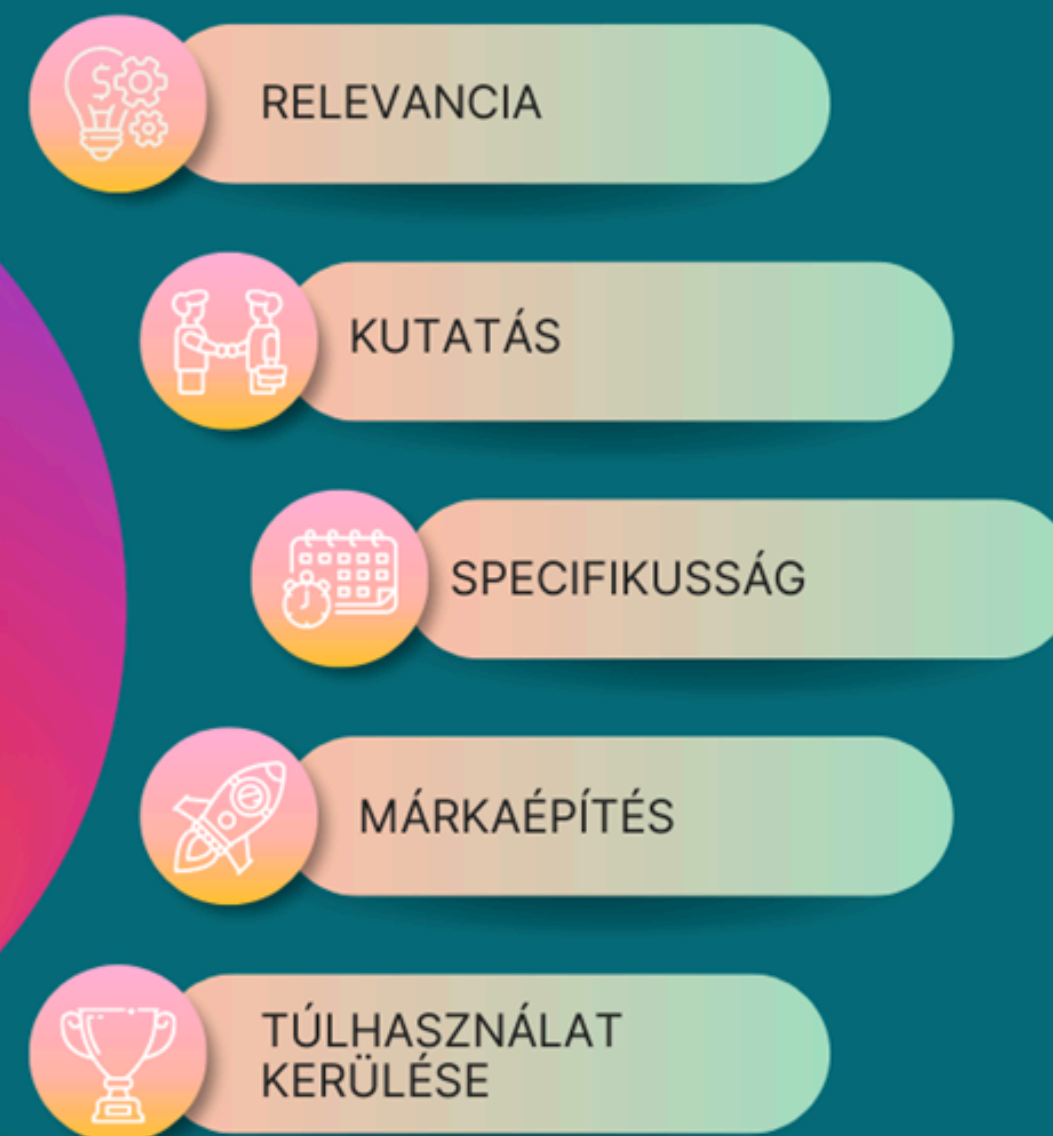 RELEVANCIA
KUTATÁS
SPECIFIKUSSÁG
MÁRKAÉPÍTÉS
TÚLHASZNÁLAT
KERÜLÉSE